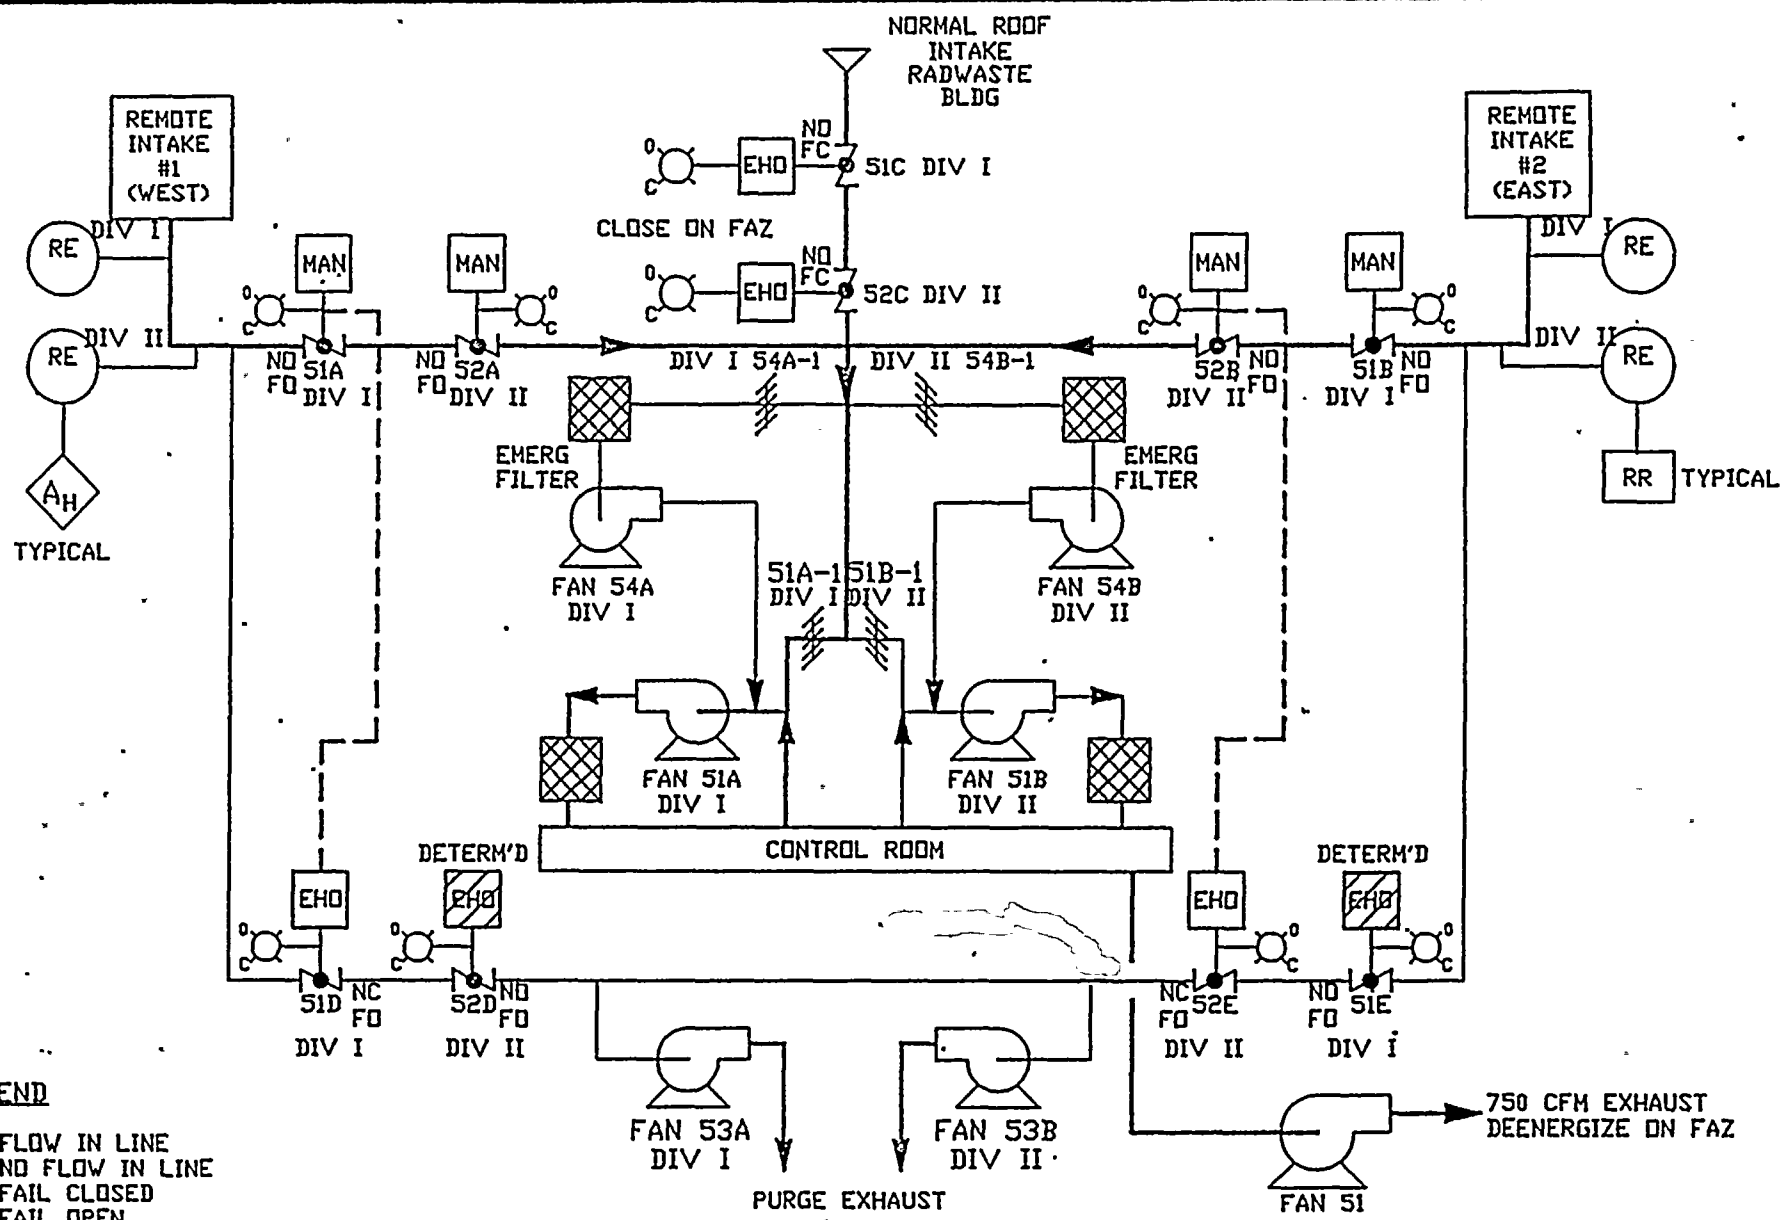 NORMAL ROOF
INTAKE
RADWASTE
BLDG
REMOTE
INTAKE
#1
(WEST)
REMOTE
INTAKE
#2
(EAST)
NO
FC
O
C
EHO
51C DIV I
CLOSE ON FAZ
NO
FC
O
C
EHO
52C DIV II
DIV I
RE
DIV II
RE
AH
TYPICAL
MAN
O
C
NO
FO
51A
DIV I
MAN
O
C
NO
FO
52A
DIV II
DIV I 54A-1
DIV II 54B-1
MAN
O
C
52B
DIV II
NO
FO
MAN
O
C
51B
DIV I
NO
FO
DIV I
RE
DIV II
RE
RR
TYPICAL
EMERG
FILTER
EMERG
FILTER
FAN 54A
DIV I
FAN 54B
DIV II
51A-1
DIV I
51B-1
DIV II
FAN 51A
DIV I
FAN 51B
DIV II
CONTROL ROOM
EHO
O
C
51D
NC
FO
DIV I
DETERM'D
EHO
O
C
52D
NO
FO
DIV II
EHO
O
C
NC
FO
52E
DIV II
DETERM'D
EHO
O
C
NO
FO
51E
DIV I
FAN 53A
DIV I
FAN 53B
DIV II
PURGE EXHAUST
750 CFM EXHAUST
DEENERGIZE ON FAZ
FAN 51
END
FLOW IN LINE
NO FLOW IN LINE
FAIL CLOSED
FAIL OPEN